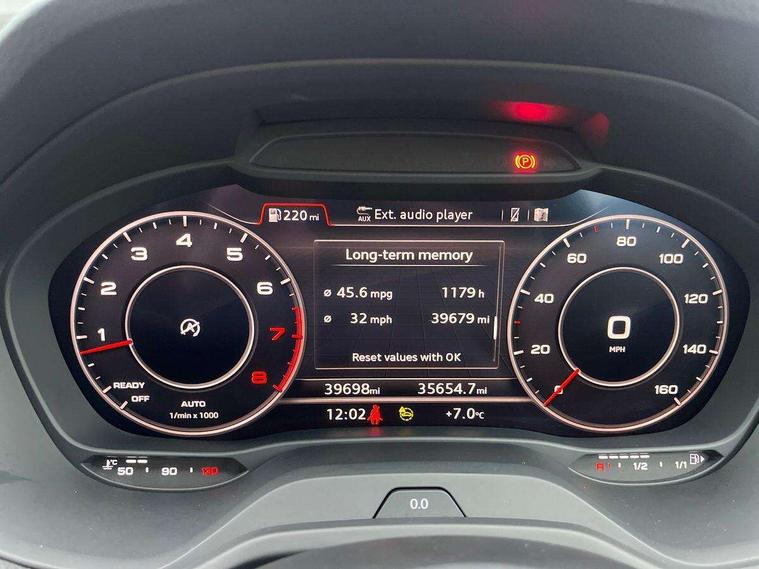 (P)
220 mi
AUX Ext. audio player
Long-term memory
ø 45.6 mpg 1179 h
ø 32 mph 39679 mi
Reset values with OK
39698mi 35654.7mi
12:02 +7.0°C
1 2 3 4 5 6 7 8
READY
OFF
AUTO
1/min x 1000
A
0 20 40 60 80 100 120 140 160
0
MPH
°C 50 90 130
R 1/2 1/1
0.0